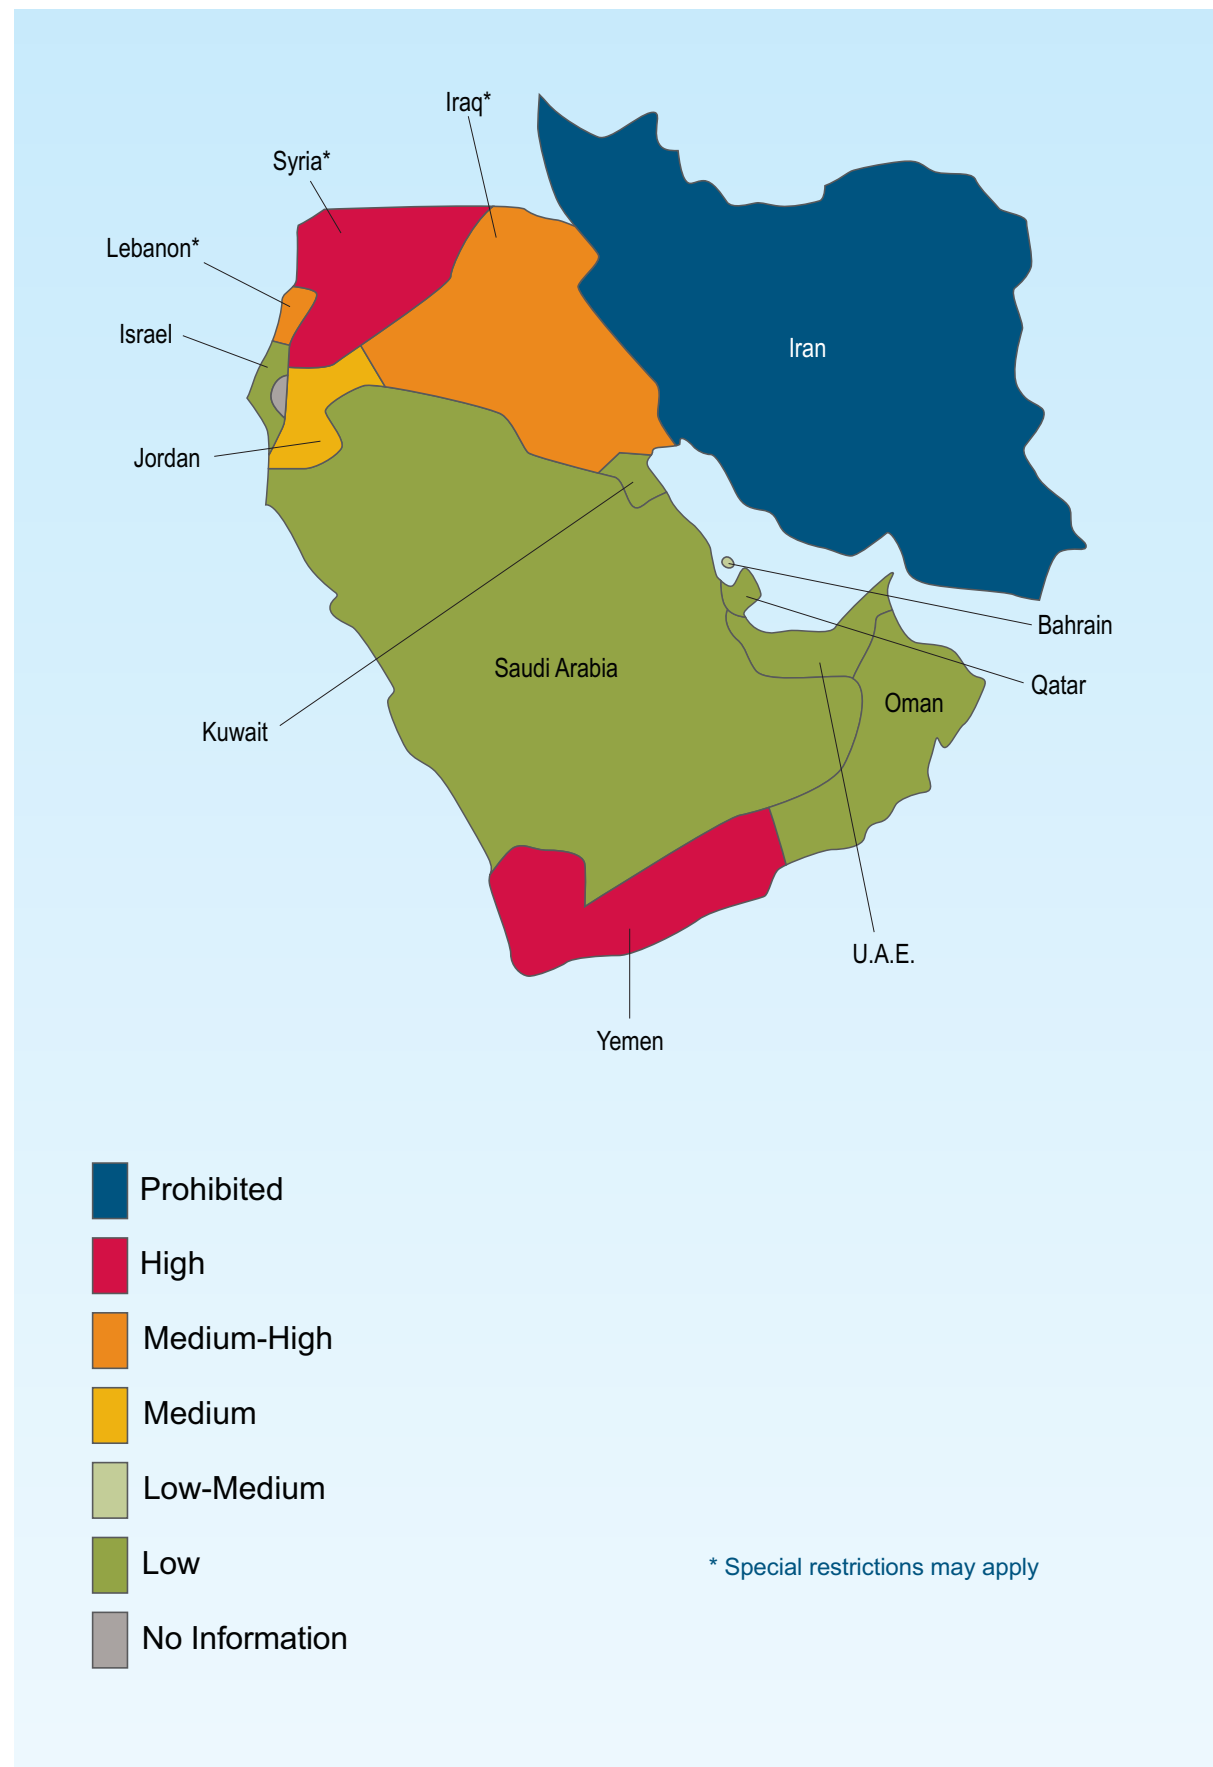 Iraq*
Syria*
Lebanon*
Israel
Iran
Jordan
Bahrain
Saudi Arabia
Qatar
Oman
Kuwait
U.A.E.
Yemen
Prohibited
High
Medium-High
Medium
Low-Medium
Low
* Special restrictions may apply
No Information